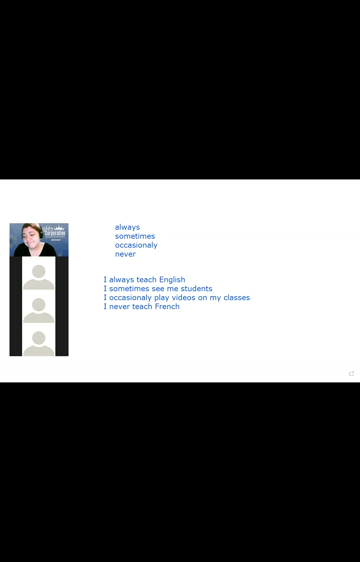 always
sometimes
occasionaly
never
I always teach English
I sometimes see me students
I occasionaly play videos on my classes
I never teach French